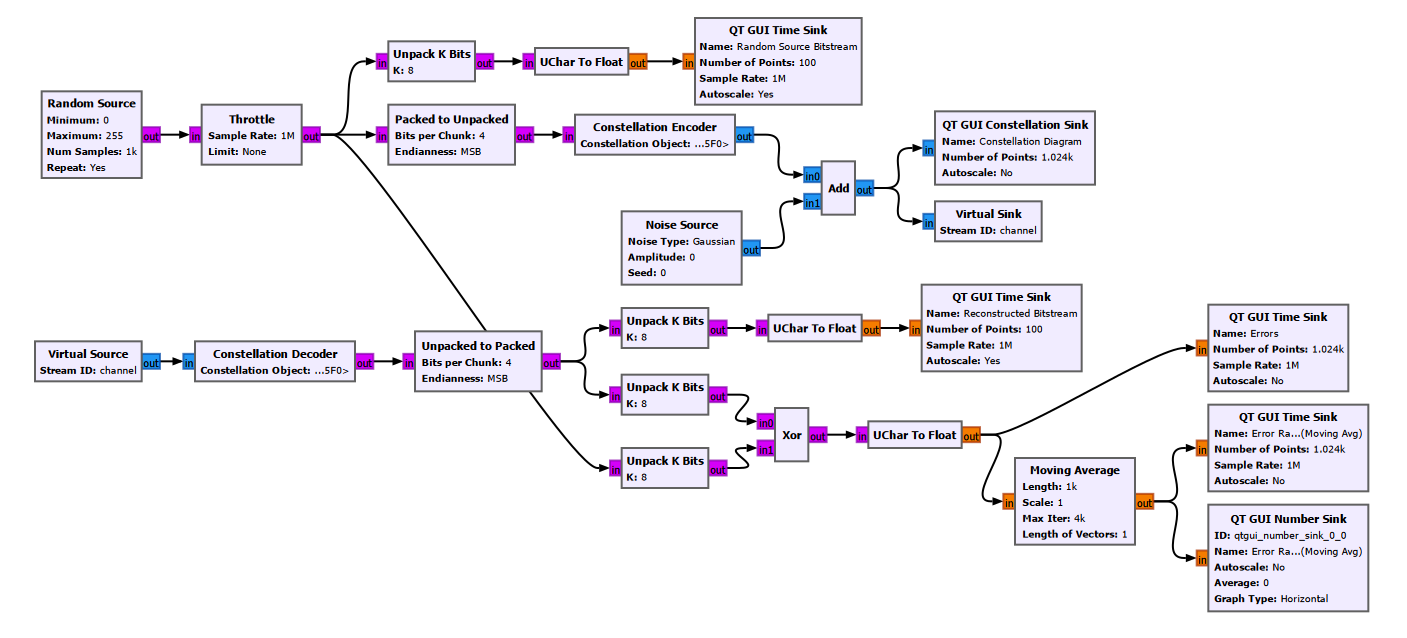 QT GUI Time Sink
Name: Random Source Bitstream
Number of Points: 100
Sample Rate: 1M
Autoscale: Yes
in
Unpack K Bits
K: 8
out
in
UChar To Float
out
in
Random Source
Minimum: 0
Maximum: 255
Num Samples: 1k
Repeat: Yes
out
in
Throttle
Sample Rate: 1M
Limit: None
out
in
Packed to Unpacked
Bits per Chunk: 4
Endianness: MSB
out
in
Constellation Encoder
Constellation Object: ...5F0>
out
in0
in1
Add
out
in
QT GUI Constellation Sink
Name: Constellation Diagram
Number of Points: 1.024k
Autoscale: No
in
Virtual Sink
Stream ID: channel
Noise Source
Noise Type: Gaussian
Amplitude: 0
Seed: 0
out
Virtual Source
Stream ID: channel
out
in
Constellation Decoder
Constellation Object: ...5F0>
out
in
Unpacked to Packed
Bits per Chunk: 4
Endianness: MSB
out
in
Unpack K Bits
K: 8
out
in
UChar To Float
out
in
QT GUI Time Sink
Name: Reconstructed Bitstream
Number of Points: 100
Sample Rate: 1M
Autoscale: Yes
in
Unpack K Bits
K: 8
out
in
Unpack K Bits
K: 8
out
in0
in1
Xor
out
in
UChar To Float
out
in
QT GUI Time Sink
Name: Errors
Number of Points: 1.024k
Sample Rate: 1M
Autoscale: No
in
Moving Average
Length: 1k
Scale: 1
Max Iter: 4k
Length of Vectors: 1
out
in
QT GUI Time Sink
Name: Error Ra...(Moving Avg)
Number of Points: 1.024k
Sample Rate: 1M
Autoscale: No
in
QT GUI Number Sink
ID: qtgui_number_sink_0_0
Name: Error Ra...(Moving Avg)
Autoscale: No
Average: 0
Graph Type: Horizontal